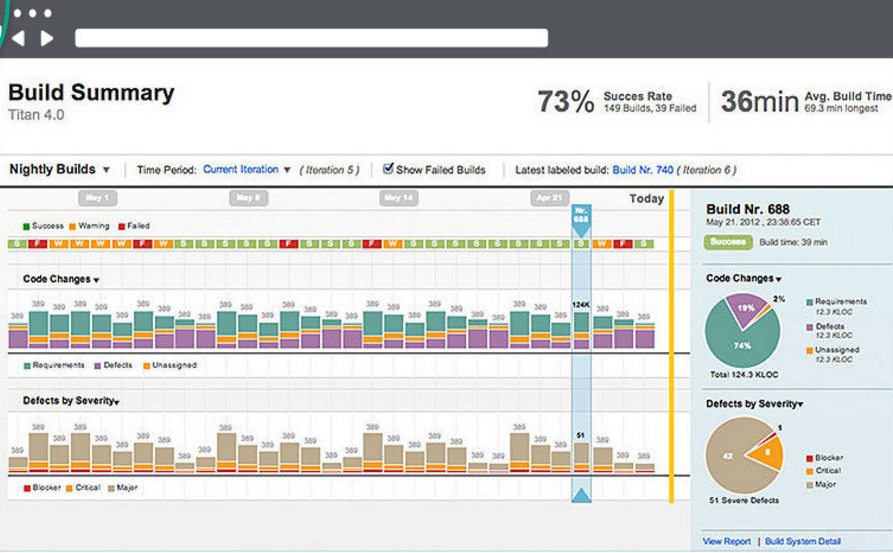 Build Summary
Titan 4.0
73% Succes Rate
149 Builds, 39 Failed
36min Avg. Build Time
69.3 min longest
Nightly Builds ▾ Time Period: Current Iteration ▾ ( Iteration 5 ) Show Failed Builds Latest labeled build: Build Nr. 740 ( Iteration 6 )
May 1 May 8 May 14 Apr 21 Today
Nr.
688
Success Warning Failed
S F W W W W F W S S S S S F S S S F W S S S S S S S S S W F S
Code Changes ▾
389 389 389 389 389 389 389 389 389 389 389 389 389 389 389 389 389 389 389 389 389 389 389 389 389 389 389 124K 389 389 389
Requirements Defects Unassigned
Defects by Severity▾
389 389 389 389 389 389 389 389 389 389 389 389 389 389 389 389 389 389 389 389 389 389 389 389 389 389 389 51 389 389 389
Blocker Critical Major
Build Nr. 688
May 21. 2012 , 23:38:65 CET
Success Build time: 39 min
Code Changes ▾
19% 2%
74%
Requirements
12.3 KLOC
Defects
12.3 KLOC
Unassigned
12.3 KLOC
Total 124.3 KLOC
Defects by Severity▾
1
42 8
Blocker
Critical
Major
51 Severe Defects
View Report | Build System Detail